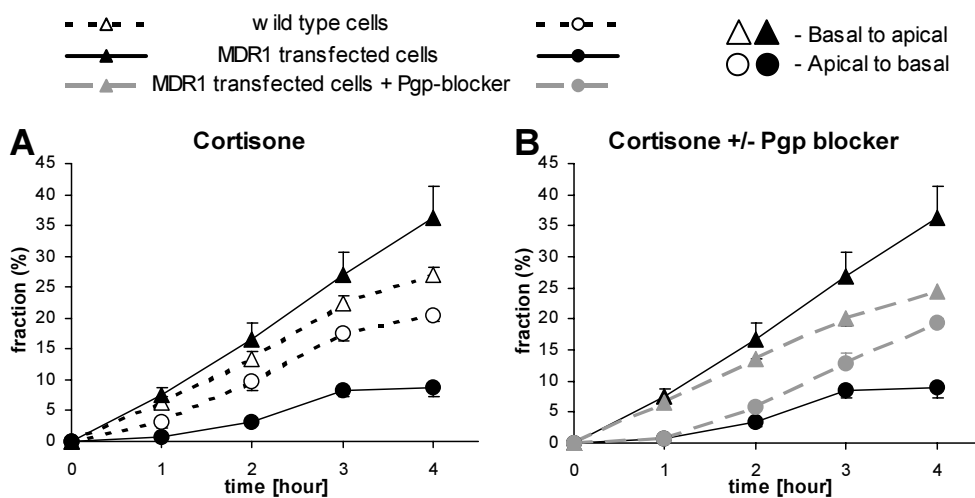 wild type cells
MDR1 transfected cells
MDR1 transfected cells + Pgp-blocker
- Basal to apical
- Apical to basal
A
Cortisone
fraction (%)
45
40
35
30
25
20
15
10
5
0
0 1 2 3 4
time [hour]
B
Cortisone +/- Pgp blocker
fraction (%)
45
40
35
30
25
20
15
10
5
0
0 1 2 3 4
time [hour]